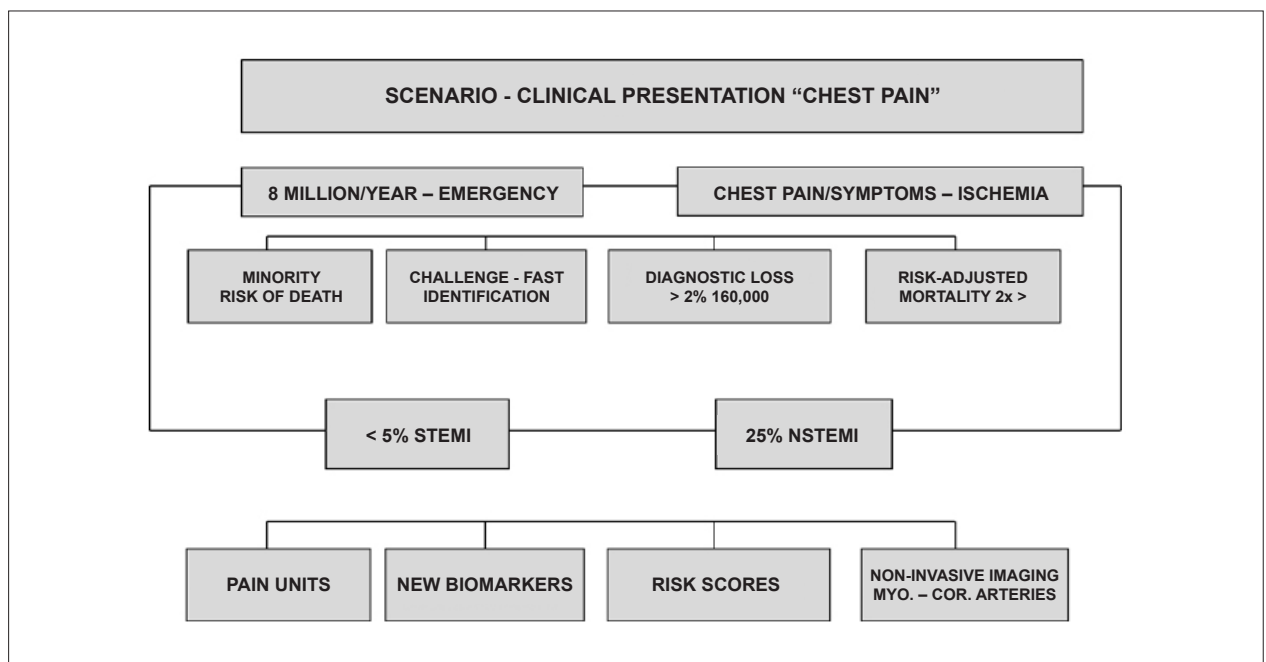 SCENARIO - CLINICAL PRESENTATION “CHEST PAIN”
8 MILLION/YEAR – EMERGENCY
CHEST PAIN/SYMPTOMS – ISCHEMIA
MINORITY
RISK OF DEATH
CHALLENGE - FAST
IDENTIFICATION
DIAGNOSTIC LOSS
> 2% 160,000
RISK-ADJUSTED
MORTALITY 2x >
< 5% STEMI
25% NSTEMI
PAIN UNITS
NEW BIOMARKERS
RISK SCORES
NON-INVASIVE IMAGING
MYO. – COR. ARTERIES